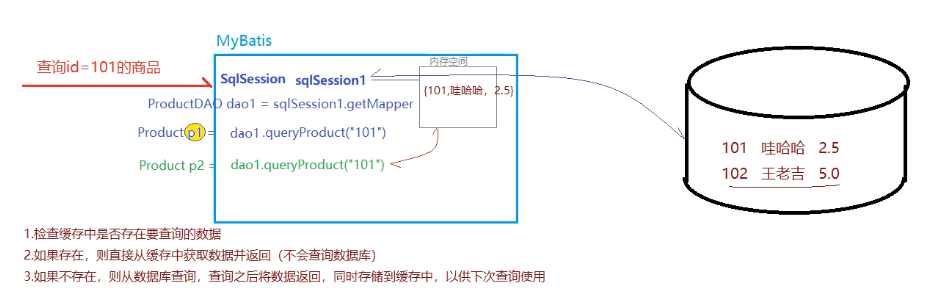 MyBatis
查询id=101的商品
内存空间
SqlSession sqlSession1
{101,哇哈哈，2.5}
ProductDAO dao1 = sqlSession1.getMapper
Product p1 = dao1.queryProduct("101")
Product p2 = dao1.queryProduct("101")
101 哇哈哈 2.5
102 王老吉 5.0
1.检查缓存中是否存在要查询的数据
2.如果存在，则直接从缓存中获取数据并返回（不会查询数据库）
3.如果不存在，则从数据库查询，查询之后将数据返回，同时存储到缓存中，以供下次查询使用